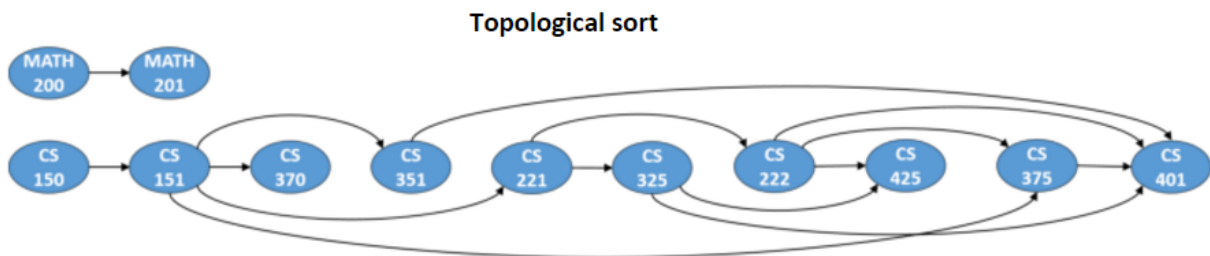 Topological sort
MATH
200
MATH
201
CS
150
CS
151
CS
370
CS
351
CS
221
CS
325
CS
222
CS
425
CS
375
CS
401